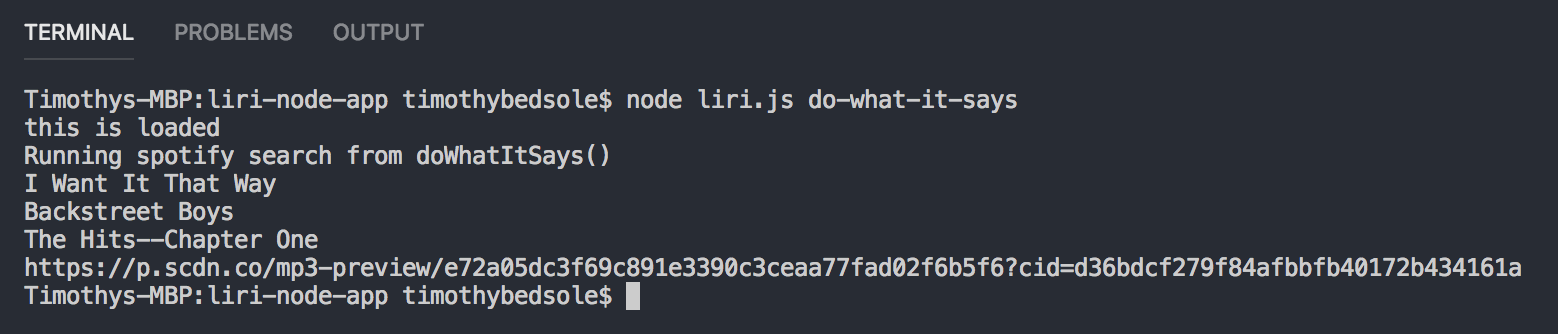 TERMINAL PROBLEMS OUTPUT
Timothys-MBP:liri-node-app timothybedsole$ node liri.js do-what-it-says
this is loaded
Running spotify search from doWhatItSays()
I Want It That Way
Backstreet Boys
The Hits--Chapter One
https://p.scdn.co/mp3-preview/e72a05dc3f69c891e3390c3ceaa77fad02f6b5f6?cid=d36bdcf279f84afbbfb40172b434161a
Timothys-MBP:liri-node-app timothybedsole$